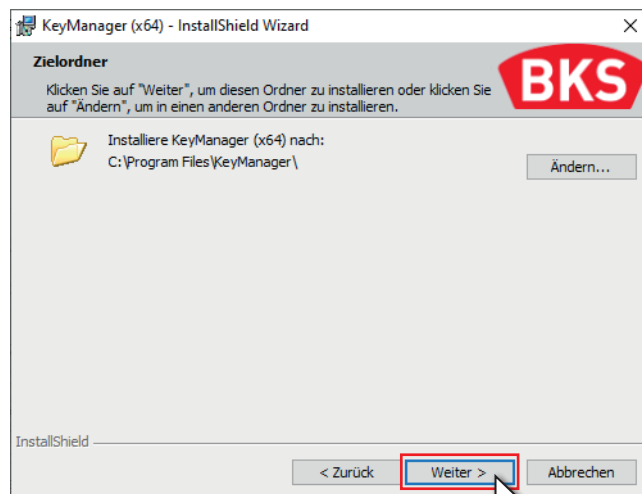 KeyManager (x64) - InstallShield Wizard
Zielordner
Klicken Sie auf "Weiter", um diesen Ordner zu installieren oder klicken Sie
auf "Ändern", um in einen anderen Ordner zu installieren.
BKS
Installiere KeyManager (x64) nach:
C:\Program Files\KeyManager\
Ändern...
InstallShield
< Zurück
Weiter >
Abbrechen